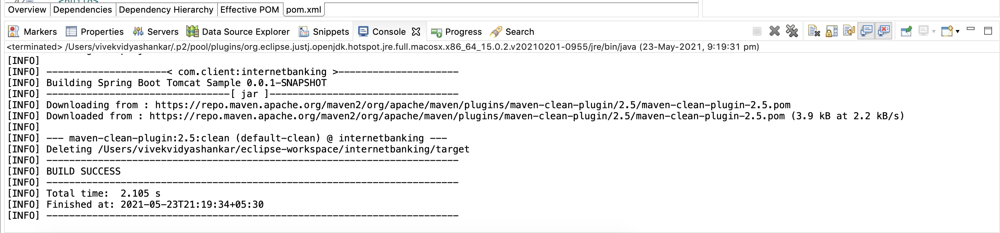 Overview Dependencies Dependency Hierarchy Effective POM pom.xml
Markers Properties Servers Data Source Explorer Snippets Console Progress Search
<terminated> /Users/vivekvidyashankar/.p2/pool/plugins/org.eclipse.justj.openjdk.hotspot.jre.full.macosx.x86_64_15.0.2.v20210201-0955/jre/bin/java (23-May-2021, 9:19:31 pm)
[INFO]
[INFO] ---------------------< com.client:internetbanking >---------------------
[INFO] Building Spring Boot Tomcat Sample 0.0.1-SNAPSHOT
[INFO] --------------------------------[ jar ]---------------------------------
[INFO] Downloading from : https://repo.maven.apache.org/maven2/org/apache/maven/plugins/maven-clean-plugin/2.5/maven-clean-plugin-2.5.pom
[INFO] Downloaded from : https://repo.maven.apache.org/maven2/org/apache/maven/plugins/maven-clean-plugin/2.5/maven-clean-plugin-2.5.pom (3.9 kB at 2.2 kB/s)
[INFO]
[INFO] --- maven-clean-plugin:2.5:clean (default-clean) @ internetbanking ---
[INFO] Deleting /Users/vivekvidyashankar/eclipse-workspace/internetbanking/target
[INFO] ------------------------------------------------------------------------
[INFO] BUILD SUCCESS
[INFO] ------------------------------------------------------------------------
[INFO] Total time:  2.105 s
[INFO] Finished at: 2021-05-23T21:19:34+05:30
[INFO] ------------------------------------------------------------------------